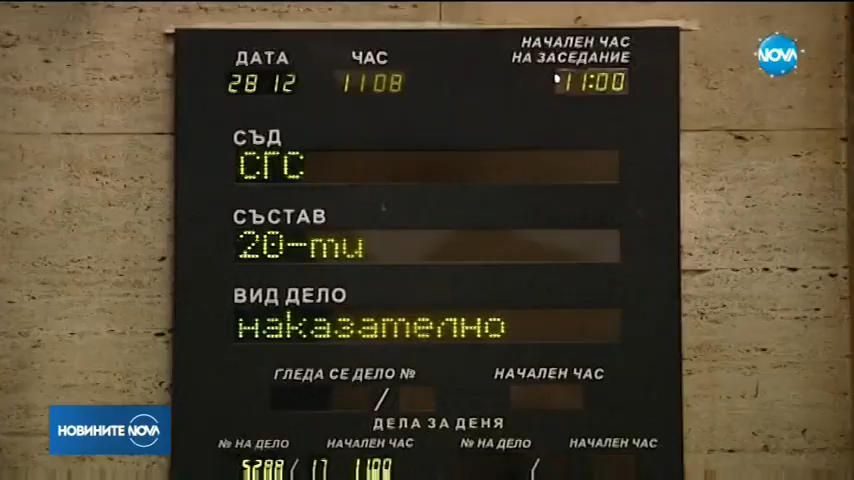 ДАТА ЧАС НАЧАЛЕН ЧАС НА ЗАСЕДАНИЕ
28 12 11 08 11:00
NOVA
СЪД
СГС
СЪСТАВ
20-ти
ВИД ДЕЛО
наказателно
ГЛЕДА СЕ ДЕЛО № НАЧАЛЕН ЧАС
/
ДЕЛА ЗА ДЕНЯ
№ НА ДЕЛО НАЧАЛЕН ЧАС № НА ДЕЛО НАЧАЛЕН ЧАС
5288 / 17 1100 /
НОВИНИТЕ NOVA